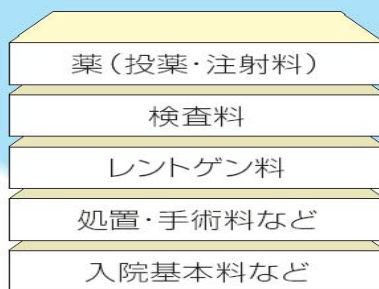 薬（投薬・注射料）
検査料
レントゲン料
処置・手術料など
入院基本料など